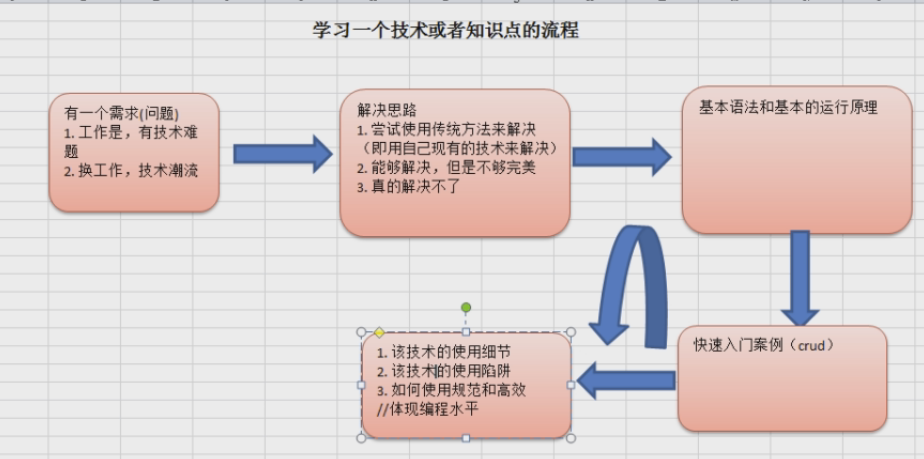 学习一个技术或者知识点的流程
有一个需求(问题)
1. 工作是，有技术难
题
2. 换工作，技术潮流
解决思路
1. 尝试使用传统方法来解决
（即用自己现有的技术来解决）
2. 能够解决，但是不够完美
3. 真的解决不了
基本语法和基本的运行原理
快速入门案例（crud）
1. 该技术的使用细节
2. 该技术的使用陷阱
3. 如何使用规范和高效
//体现编程水平